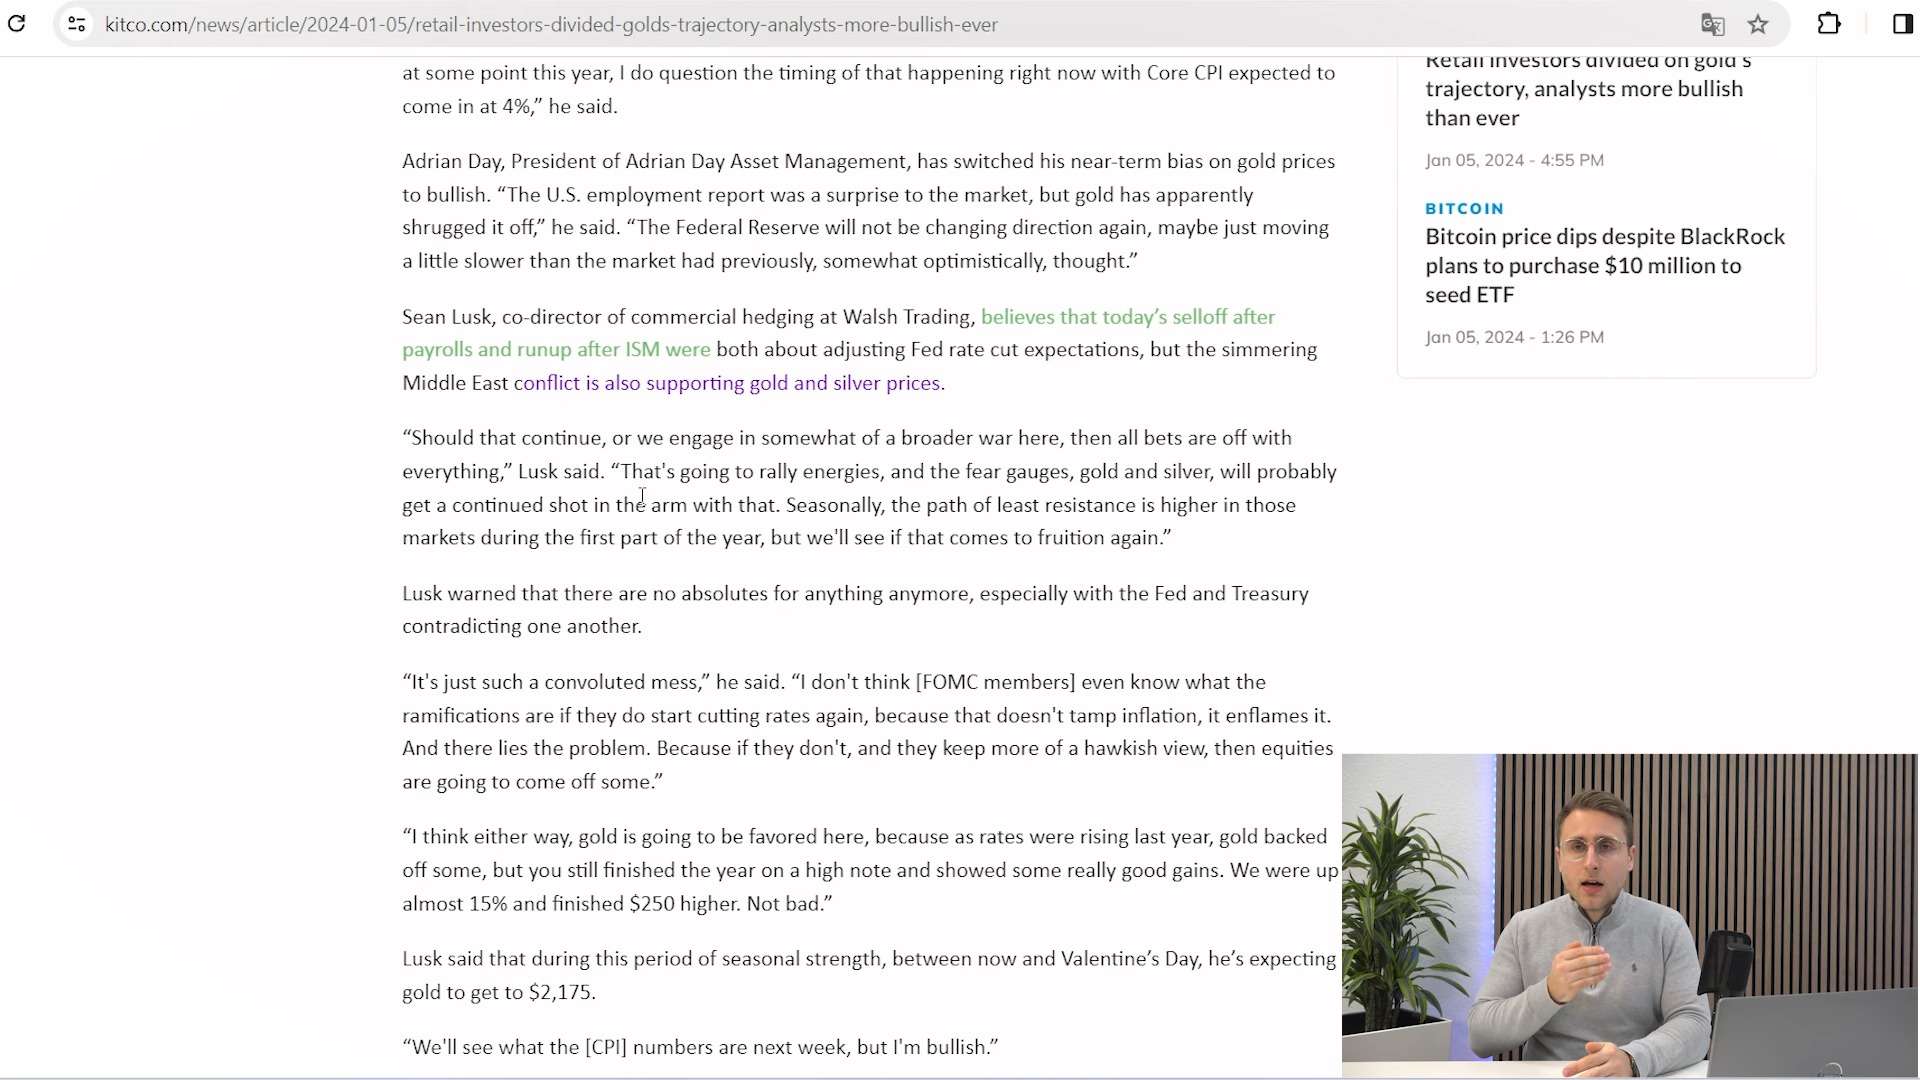 kitco.com/news/article/2024-01-05/retail-investors-divided-golds-trajectory-analysts-more-bullish-ever
at some point this year, I do question the timing of that happening right now with Core CPI expected to
come in at 4%,” he said.
Adrian Day, President of Adrian Day Asset Management, has switched his near-term bias on gold prices
to bullish. “The U.S. employment report was a surprise to the market, but gold has apparently
shrugged it off,” he said. “The Federal Reserve will not be changing direction again, maybe just moving
a little slower than the market had previously, somewhat optimistically, thought.”
Sean Lusk, co-director of commercial hedging at Walsh Trading, believes that today’s selloff after
payrolls and runup after ISM were both about adjusting Fed rate cut expectations, but the simmering
Middle East conflict is also supporting gold and silver prices.
“Should that continue, or we engage in somewhat of a broader war here, then all bets are off with
everything,” Lusk said. “That's going to rally energies, and the fear gauges, gold and silver, will probably
get a continued shot in the arm with that. Seasonally, the path of least resistance is higher in those
markets during the first part of the year, but we'll see if that comes to fruition again.”
Lusk warned that there are no absolutes for anything anymore, especially with the Fed and Treasury
contradicting one another.
“It's just such a convoluted mess,” he said. “I don't think [FOMC members] even know what the
ramifications are if they do start cutting rates again, because that doesn't tamp inflation, it enflames it.
And there lies the problem. Because if they don't, and they keep more of a hawkish view, then equities
are going to come off some.”
“I think either way, gold is going to be favored here, because as rates were rising last year, gold backed
off some, but you still finished the year on a high note and showed some really good gains. We were up
almost 15% and finished $250 higher. Not bad.”
Lusk said that during this period of seasonal strength, between now and Valentine’s Day, he’s expecting
gold to get to $2,175.
“We'll see what the [CPI] numbers are next week, but I'm bullish.”
Retail investors divided on gold's
trajectory, analysts more bullish
than ever
Jan 05, 2024 - 4:55 PM
BITCOIN
Bitcoin price dips despite BlackRock
plans to purchase $10 million to
seed ETF
Jan 05, 2024 - 1:26 PM